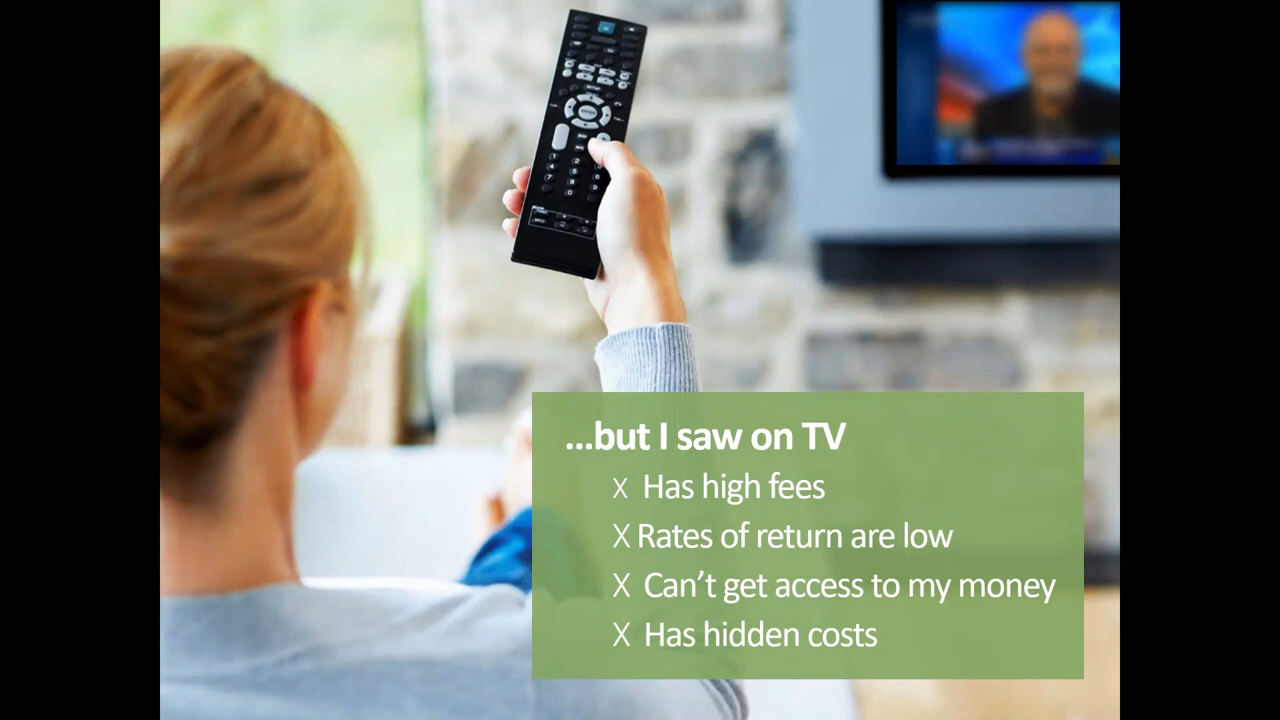 ...but I saw on TV
X Has high fees
X Rates of return are low
X Can't get access to my money
X Has hidden costs